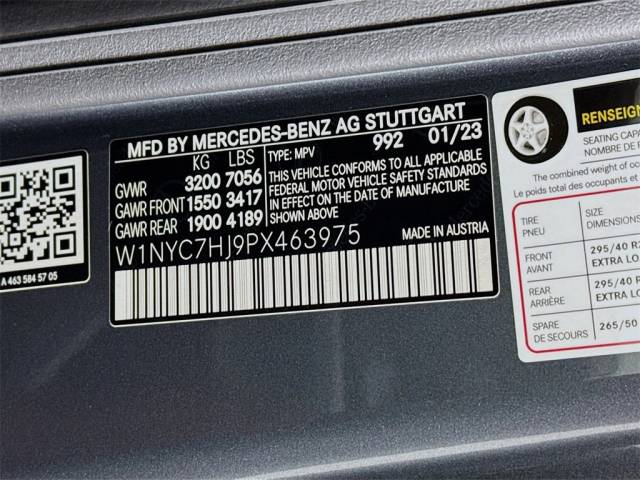 MFD BY MERCEDES-BENZ AG STUTTGART
KG LBS TYPE: MPV 992 01/23
GVWR 3200 7056
GAWR FRONT 1550 3417
GAWR REAR 1900 4189
THIS VEHICLE CONFORMS TO ALL APPLICABLE
FEDERAL MOTOR VEHICLE SAFETY STANDARDS
IN EFFECT ON THE DATE OF MANUFACTURE
SHOWN ABOVE.
W1NYC7HJ9PX463975
MADE IN AUSTRIA
A 463 584 57 05
RENSEIGN
SEATING CAPA
NOMBRE DE
The combined weight of oc
Le poids total des occupants et
TIRE SIZE
PNEU DIMENSIONS
FRONT 295/40 R2
AVANT EXTRA LO
REAR 295/40 R
ARRIÈRE EXTRA LO
SPARE 265/50
DE SECOURS